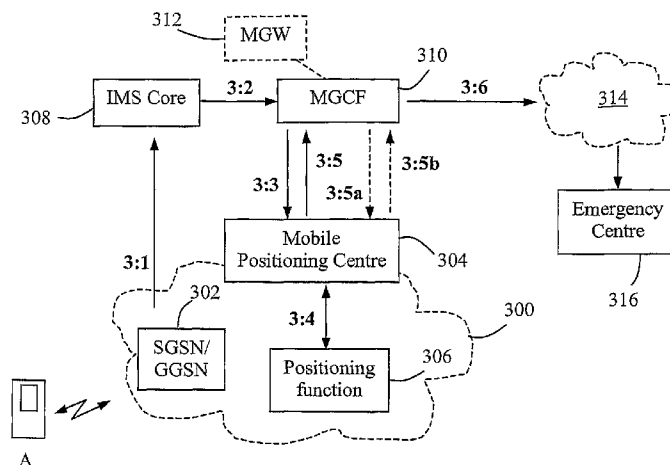 312
MGW
310
IMS Core
3:2
MGCF
3:6
314
308
3:3
3:5
3:5a
3:5b
3:1
Mobile
Positioning Centre
304
Emergency
Centre
316
302
SGSN/
GGSN
3:4
300
Positioning
function
306
A